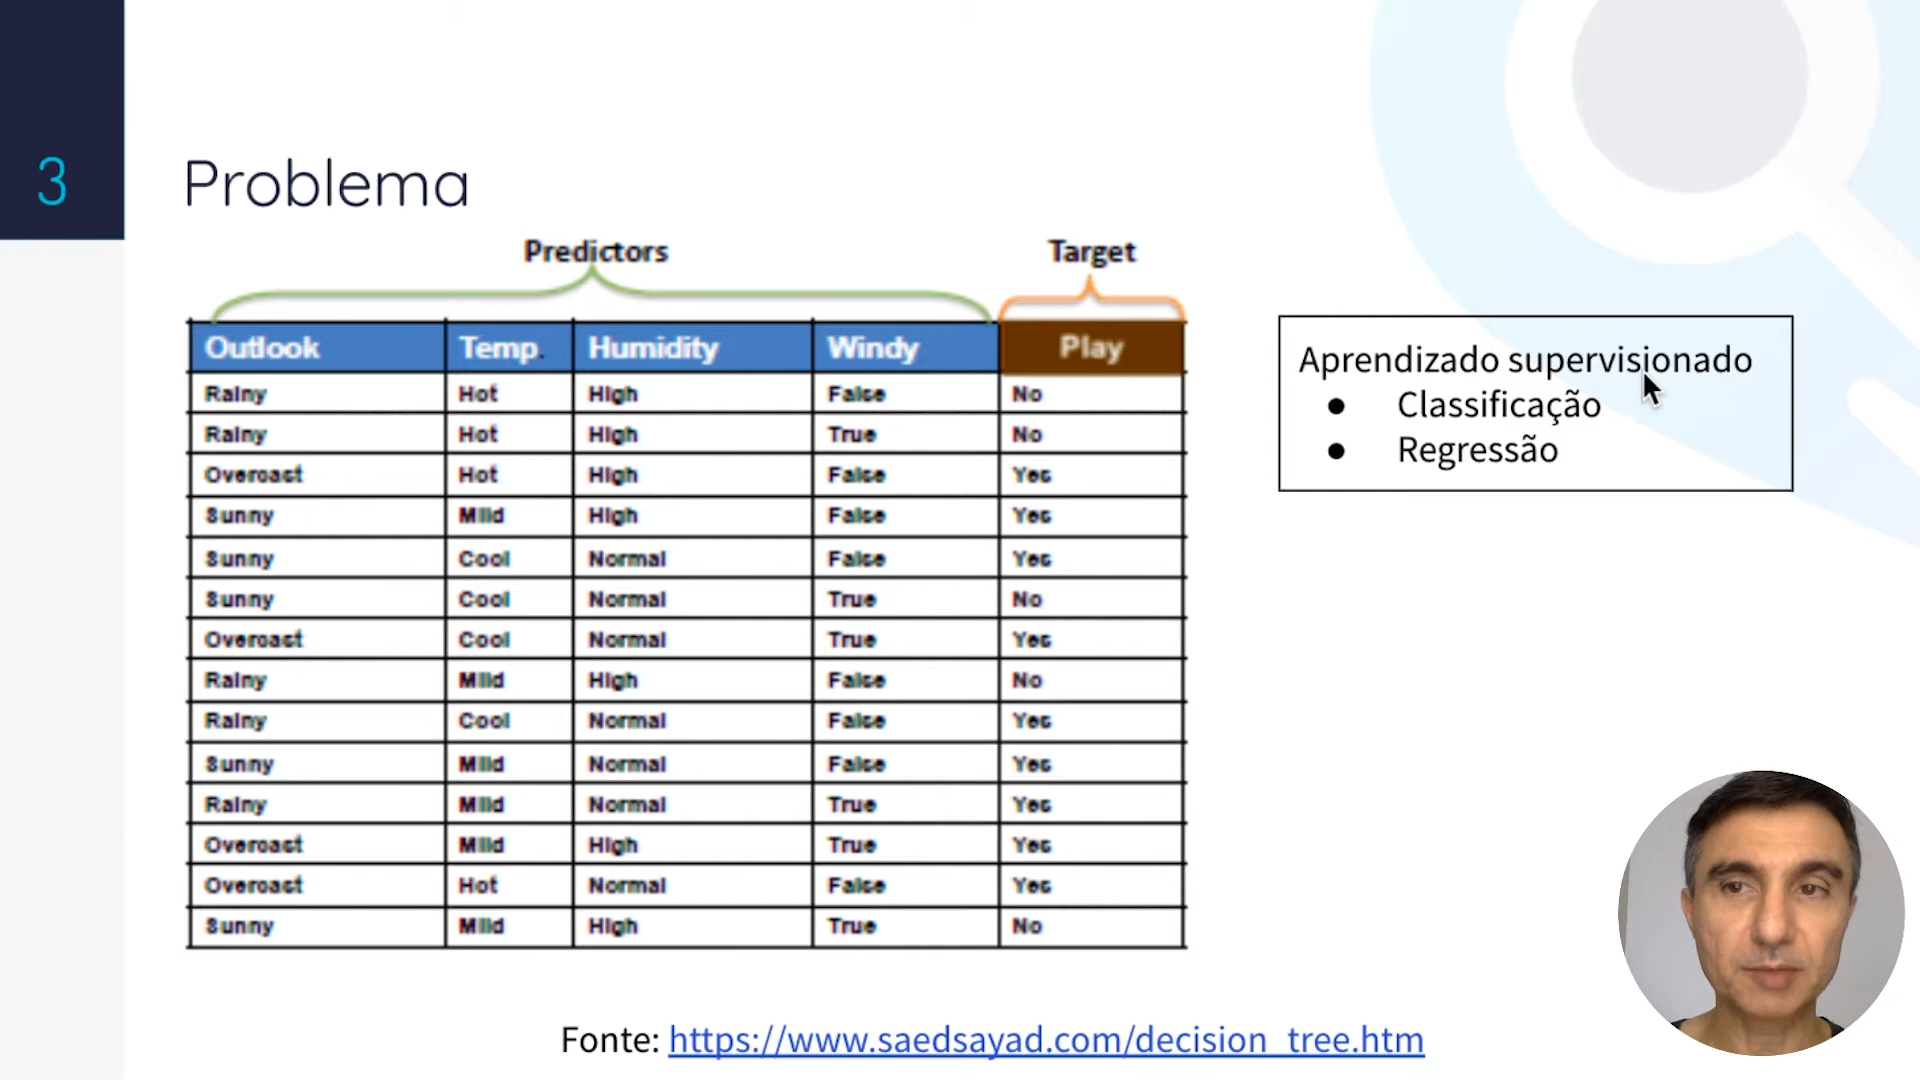 3
Problema
Predictors Target
Outlook Temp. Humidity Windy Play
Rainy Hot High False No
Rainy Hot High True No
Overcast Hot High False Yes
Sunny Mild High False Yes
Sunny Cool Normal False Yes
Sunny Cool Normal True No
Overcast Cool Normal True Yes
Rainy Mild High False No
Rainy Cool Normal False Yes
Sunny Mild Normal False Yes
Rainy Mild Normal True Yes
Overcast Mild High True Yes
Overcast Hot Normal False Yes
Sunny Mild High True No
Aprendizado supervisionado
● Classificação
● Regressão
Fonte: https://www.saedsayad.com/decision_tree.htm